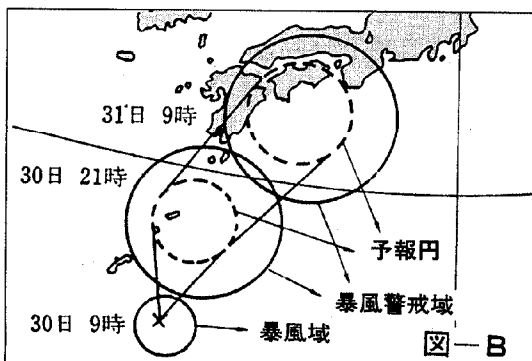 31日 9時
30日 21時
予報円
暴風警戒域
30日 9時
暴風域
図—B